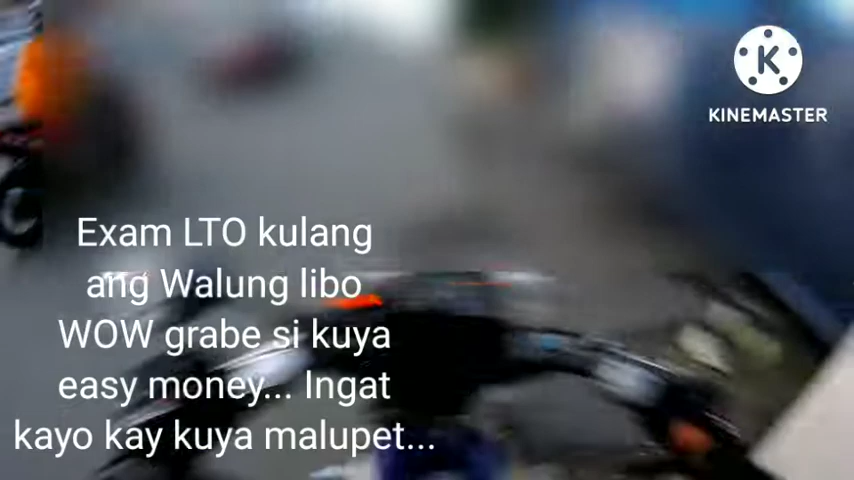 KINEMASTER
Exam LTO kulang
ang Walung libo
WOW grabe si kuya
easy money... Ingat
kayo kay kuya malupet...